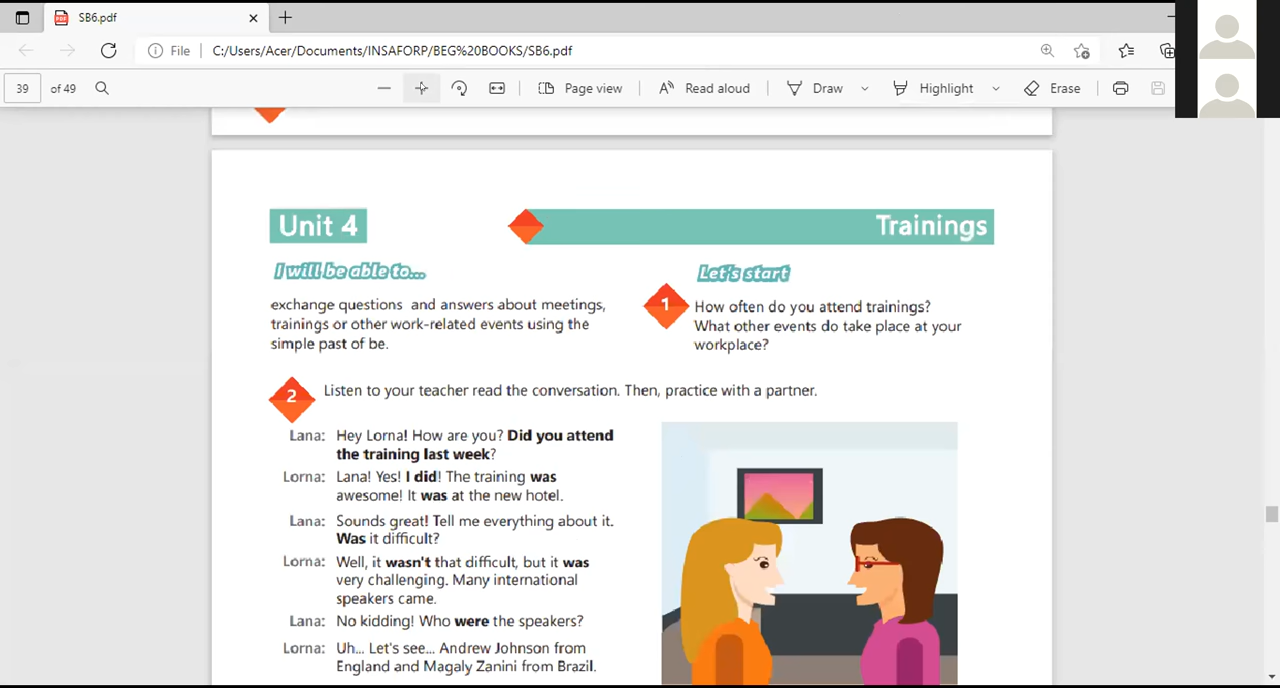 SB6.pdf
File C:/Users/Acer/Documents/INSAFORP/BEG%20BOOKS/SB6.pdf
39 of 49 Page view Read aloud Draw Highlight Erase
Unit 4
Trainings
I will be able to...
exchange questions and answers about meetings,
trainings or other work-related events using the
simple past of be.
Let's start
1
How often do you attend trainings?
What other events do take place at your
workplace?
2 Listen to your teacher read the conversation. Then, practice with a partner.
Lana: Hey Lorna! How are you? Did you attend
the training last week?
Lorna: Lana! Yes! I did! The training was
awesome! It was at the new hotel.
Lana: Sounds great! Tell me everything about it.
Was it difficult?
Lorna: Well, it wasn't that difficult, but it was
very challenging. Many international
speakers came.
Lana: No kidding! Who were the speakers?
Lorna: Uh... Let's see... Andrew Johnson from
England and Magaly Zanini from Brazil.